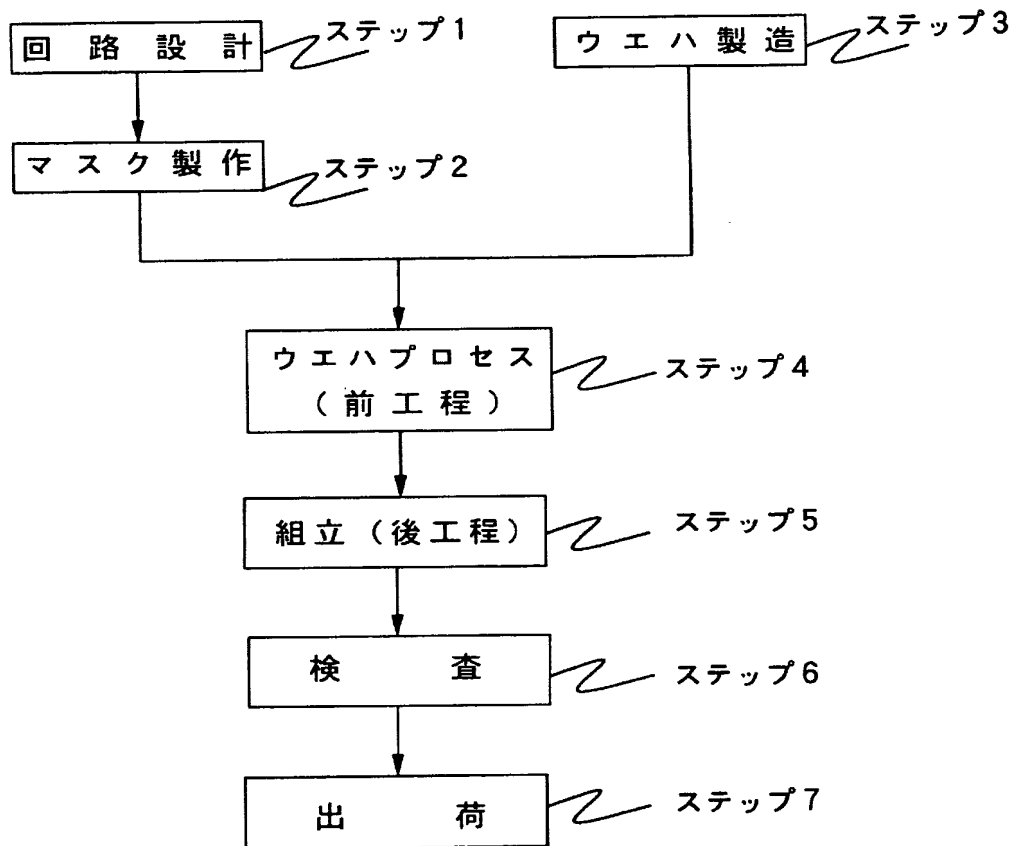 回路設計
ステップ1
ウエハ製造
ステップ3
マスク製作
ステップ2
ウエハプロセス
(前工程)
ステップ4
組立(後工程)
ステップ5
検査
ステップ6
出荷
ステップ7